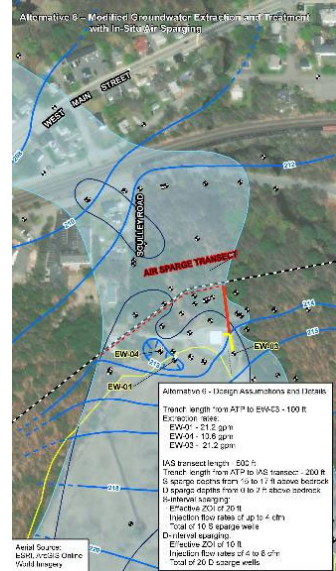 Alternative 6 – Modified Groundwater Extraction and Treatment
with In-Situ Air Sparging
WEST MAIN STREET
SCULLEY ROAD
212
AIR SPARGE TRANSECT
214
215
EW-04
EW-03
EW-01
213
Alternative 6 - Design Assumptions and Details
Trench length from ATP to EW-03 - 100 ft
Extraction rates:
EW-01 - 21.2 gpm
EW-04 - 10.6 gpm
EW-03 - 21.2 gpm
IAS transect length - ft
Trench length from ATP to IAS transect - 200 ft
S sparge depths from 15 to 17 ft above bedrock
D sparge depths from 0 to 2 ft above bedrock
S-interval sparging:
Effective ZOI of 20 ft
Injection flow rates of up to 4 cfm
Total of 10 S sparge wells
D-interval sparging:
Effective ZOI of 10 ft
Injection flow rates of 4 to 8 cfm
Total of 20 D sparge wells
Aerial Source:
ESRI, ArcGIS Online
World Imagery